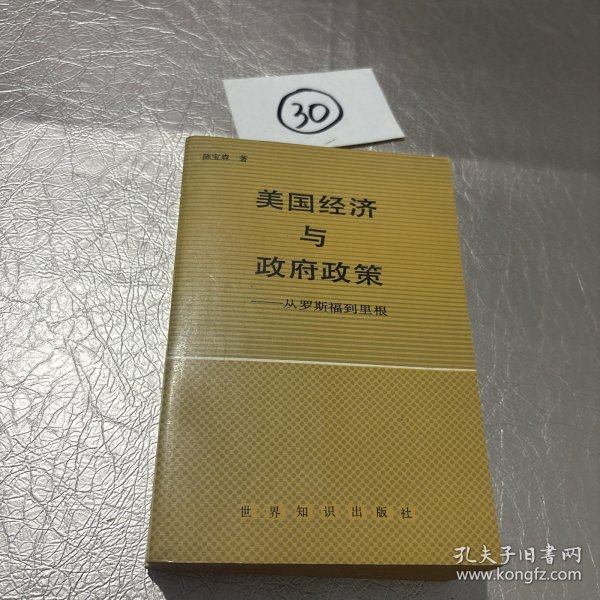 30
陈宝森 著
美国经济
与
政府政策
——从罗斯福到里根
世界知识出版社
孔夫子旧书网
www.kongfz.com